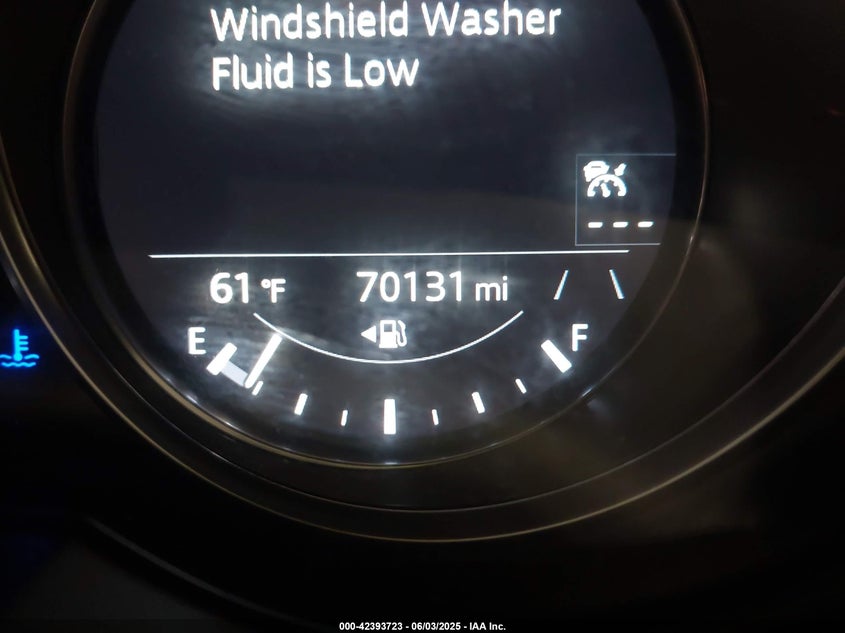 Windshield Washer
Fluid is Low
---
61 °F 70131 mi
E F
000-42393723 - 06/03/2025 - IAA Inc.